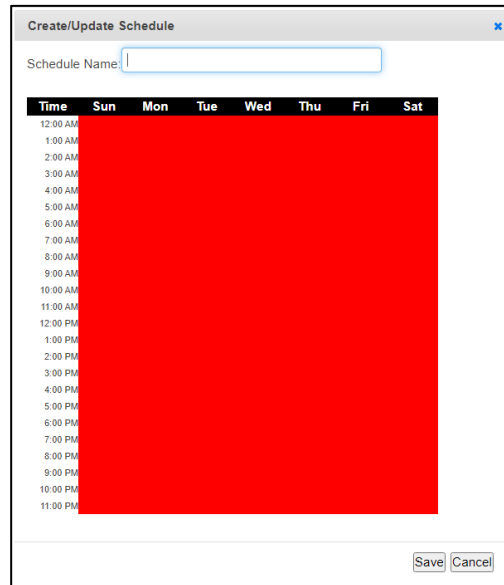 Create/Update Schedule
Schedule Name:
Time Sun Mon Tue Wed Thu Fri Sat
12:00 AM
1:00 AM
2:00 AM
3:00 AM
4:00 AM
5:00 AM
6:00 AM
7:00 AM
8:00 AM
9:00 AM
10:00 AM
11:00 AM
12:00 PM
1:00 PM
2:00 PM
3:00 PM
4:00 PM
5:00 PM
6:00 PM
7:00 PM
8:00 PM
9:00 PM
10:00 PM
11:00 PM
Save Cancel